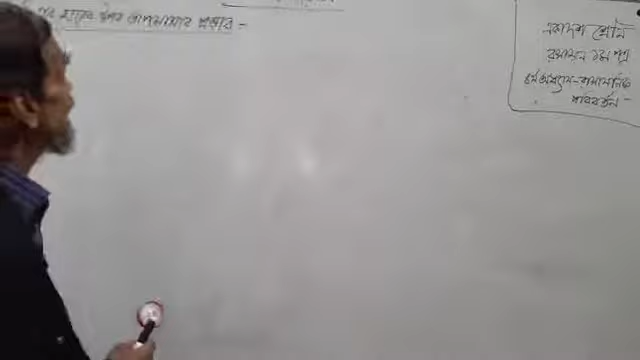 হারের উপর তাপমাত্রার প্রভাব -
একাদশ শ্রেণি
রসায়ন ১ম পত্র
৪র্থ অধ্যায়-রাসায়নিক
পরিবর্তন-